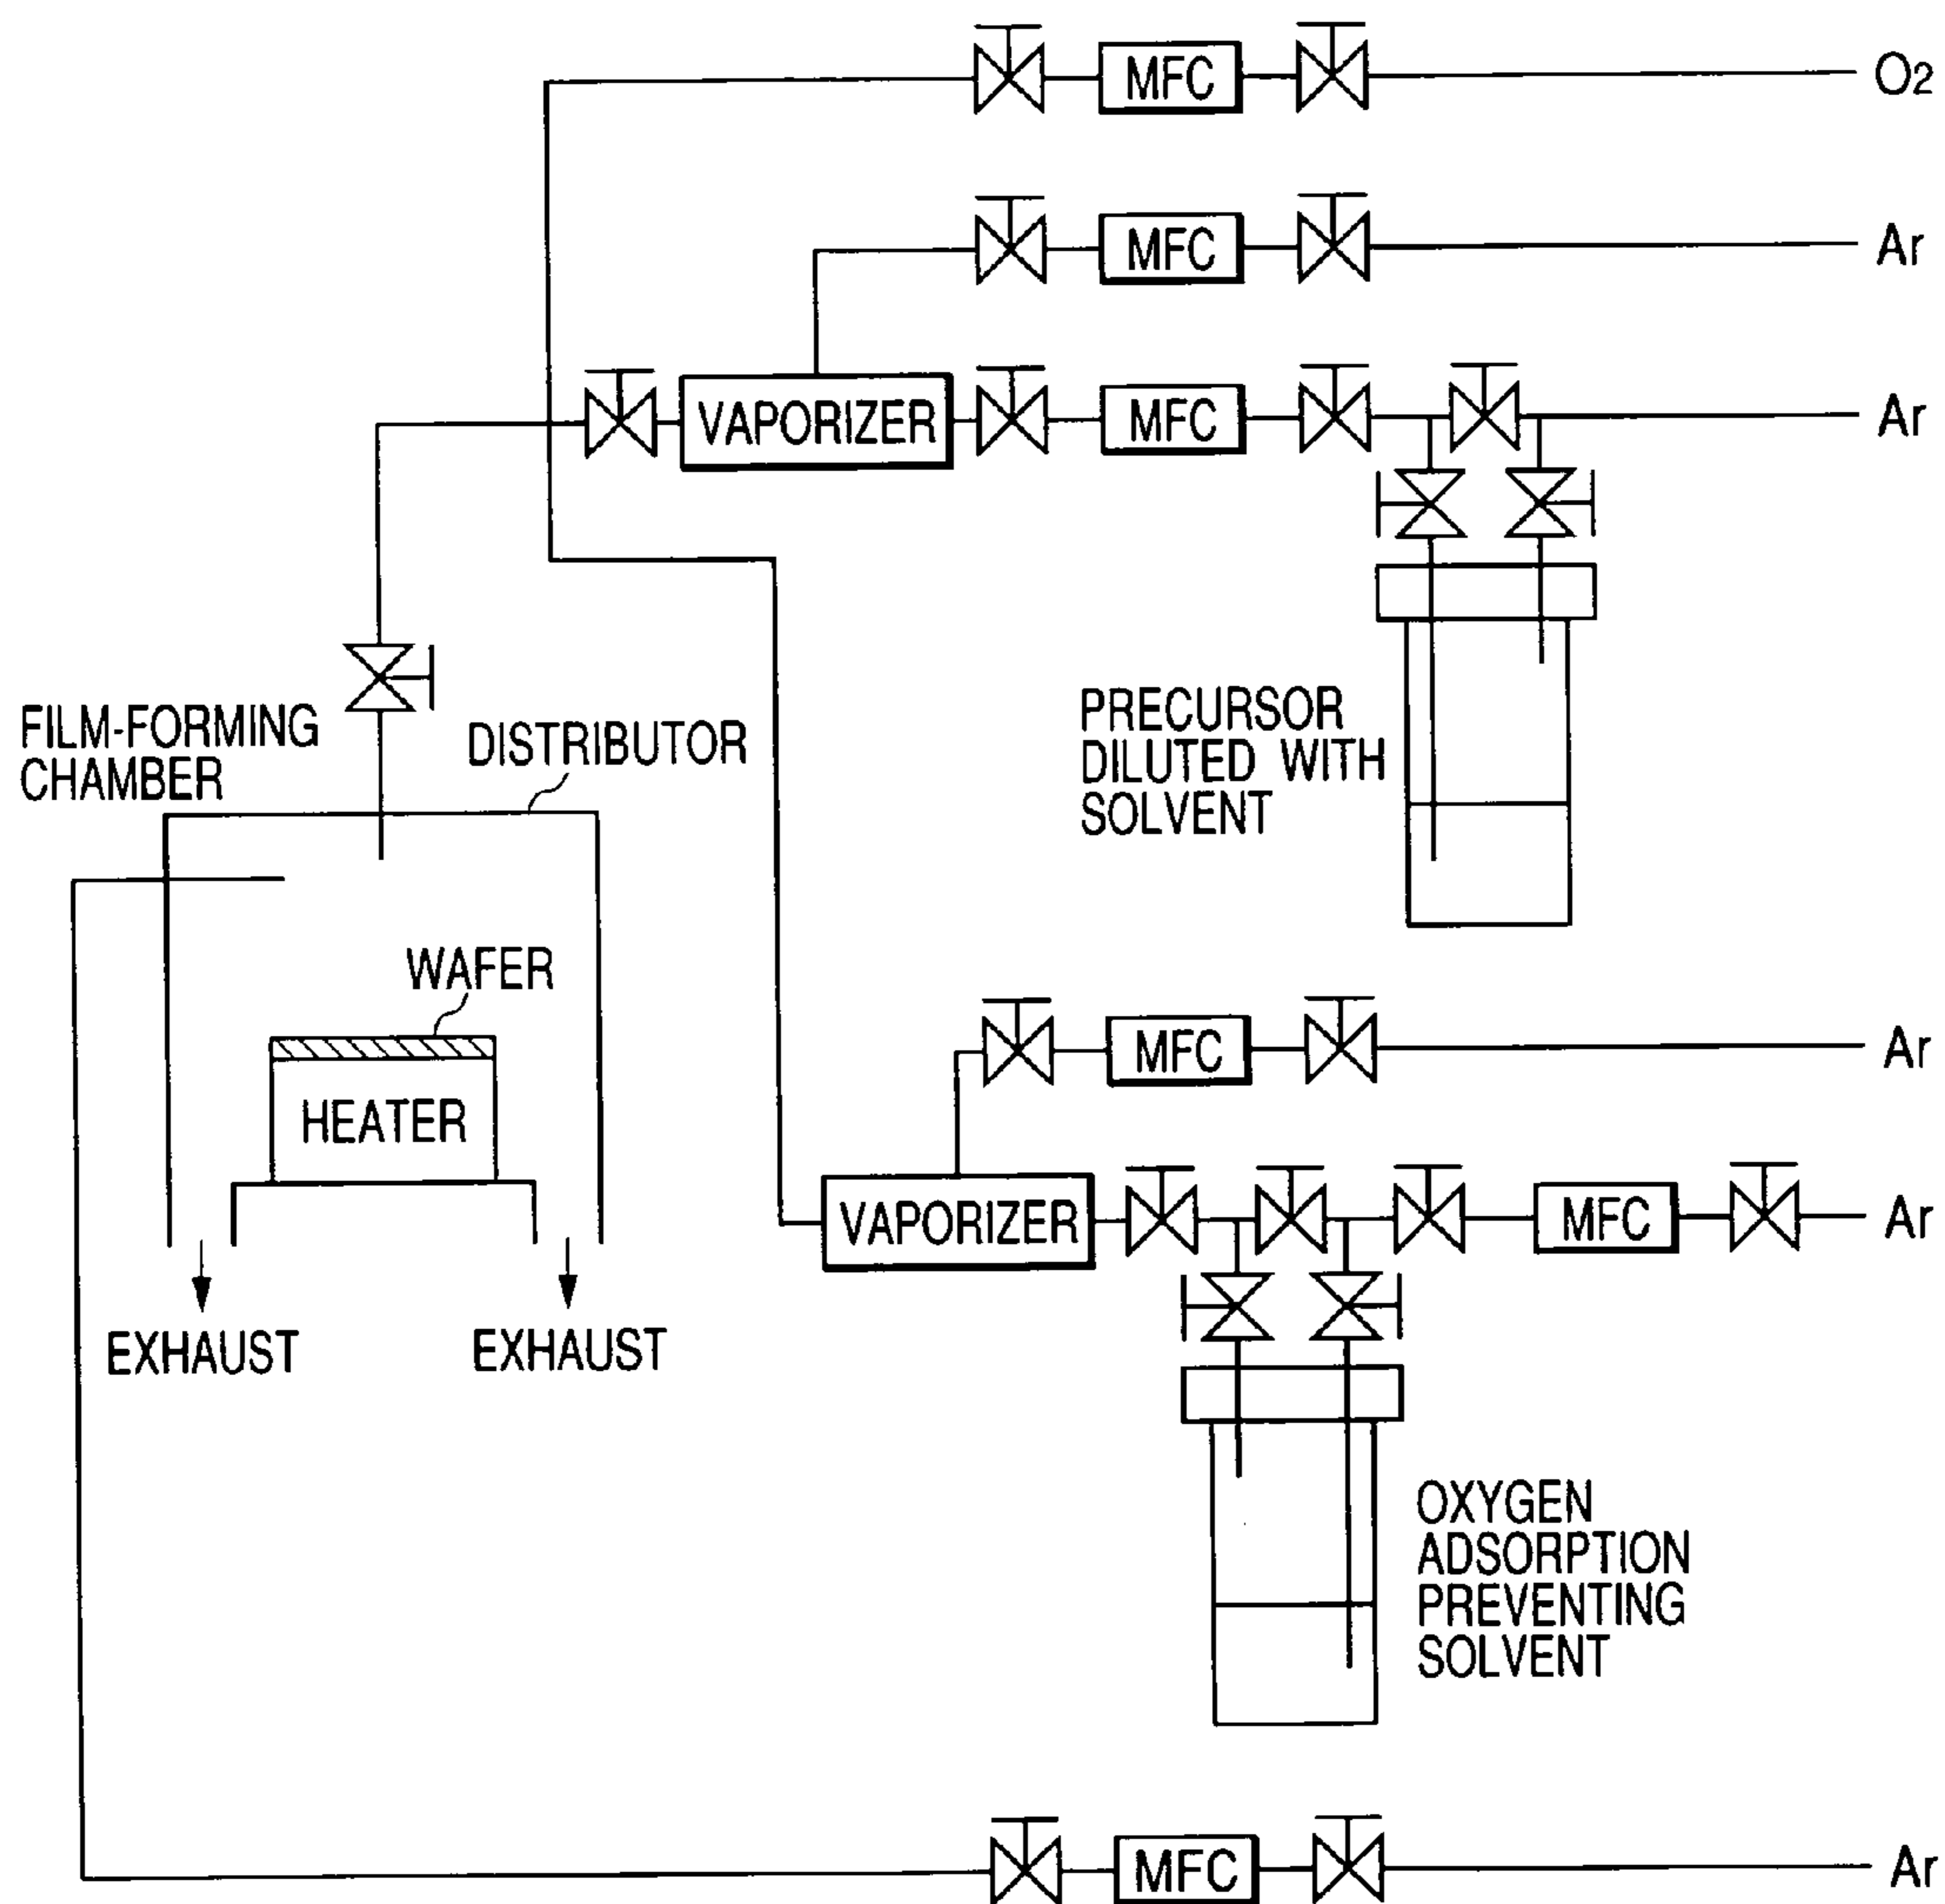 MFC
O2
MFC
Ar
VAPORIZER
MFC
Ar
PRECURSOR
DILUTED WITH
SOLVENT
FILM-FORMING
CHAMBER
DISTRIBUTOR
WAFER
HEATER
EXHAUST
EXHAUST
MFC
Ar
VAPORIZER
MFC
Ar
OXYGEN
ADSORPTION
PREVENTING
SOLVENT
MFC
Ar